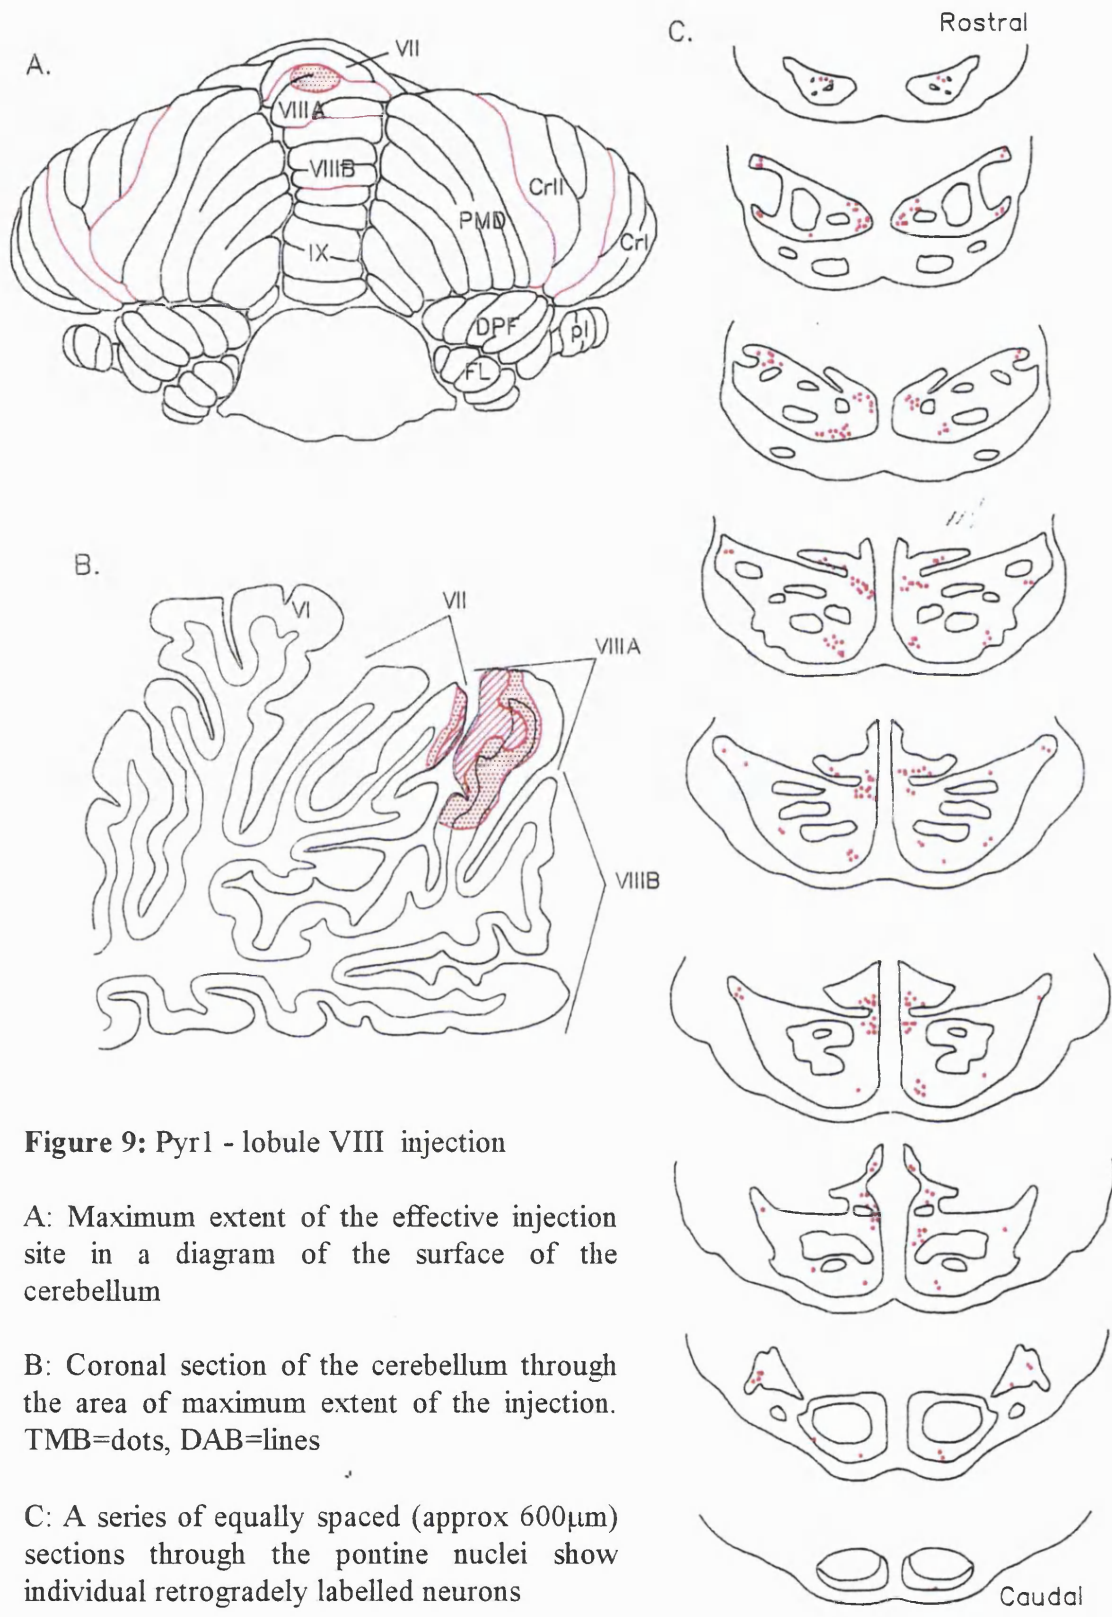 A.
VII
VIIIA
VIIIB
IX
CrII
PMD
CrI
DPF
pl
FL
B.
VI
VII
VIIIA
VIIIB
C.
Rostral
Caudal
Figure 9: Pyr1 - lobule VIII injection
A: Maximum extent of the effective injection
site in a diagram of the surface of the
cerebellum
B: Coronal section of the cerebellum through
the area of maximum extent of the injection.
TMB=dots, DAB=lines
C: A series of equally spaced (approx 600µm)
sections through the pontine nuclei show
individual retrogradely labelled neurons